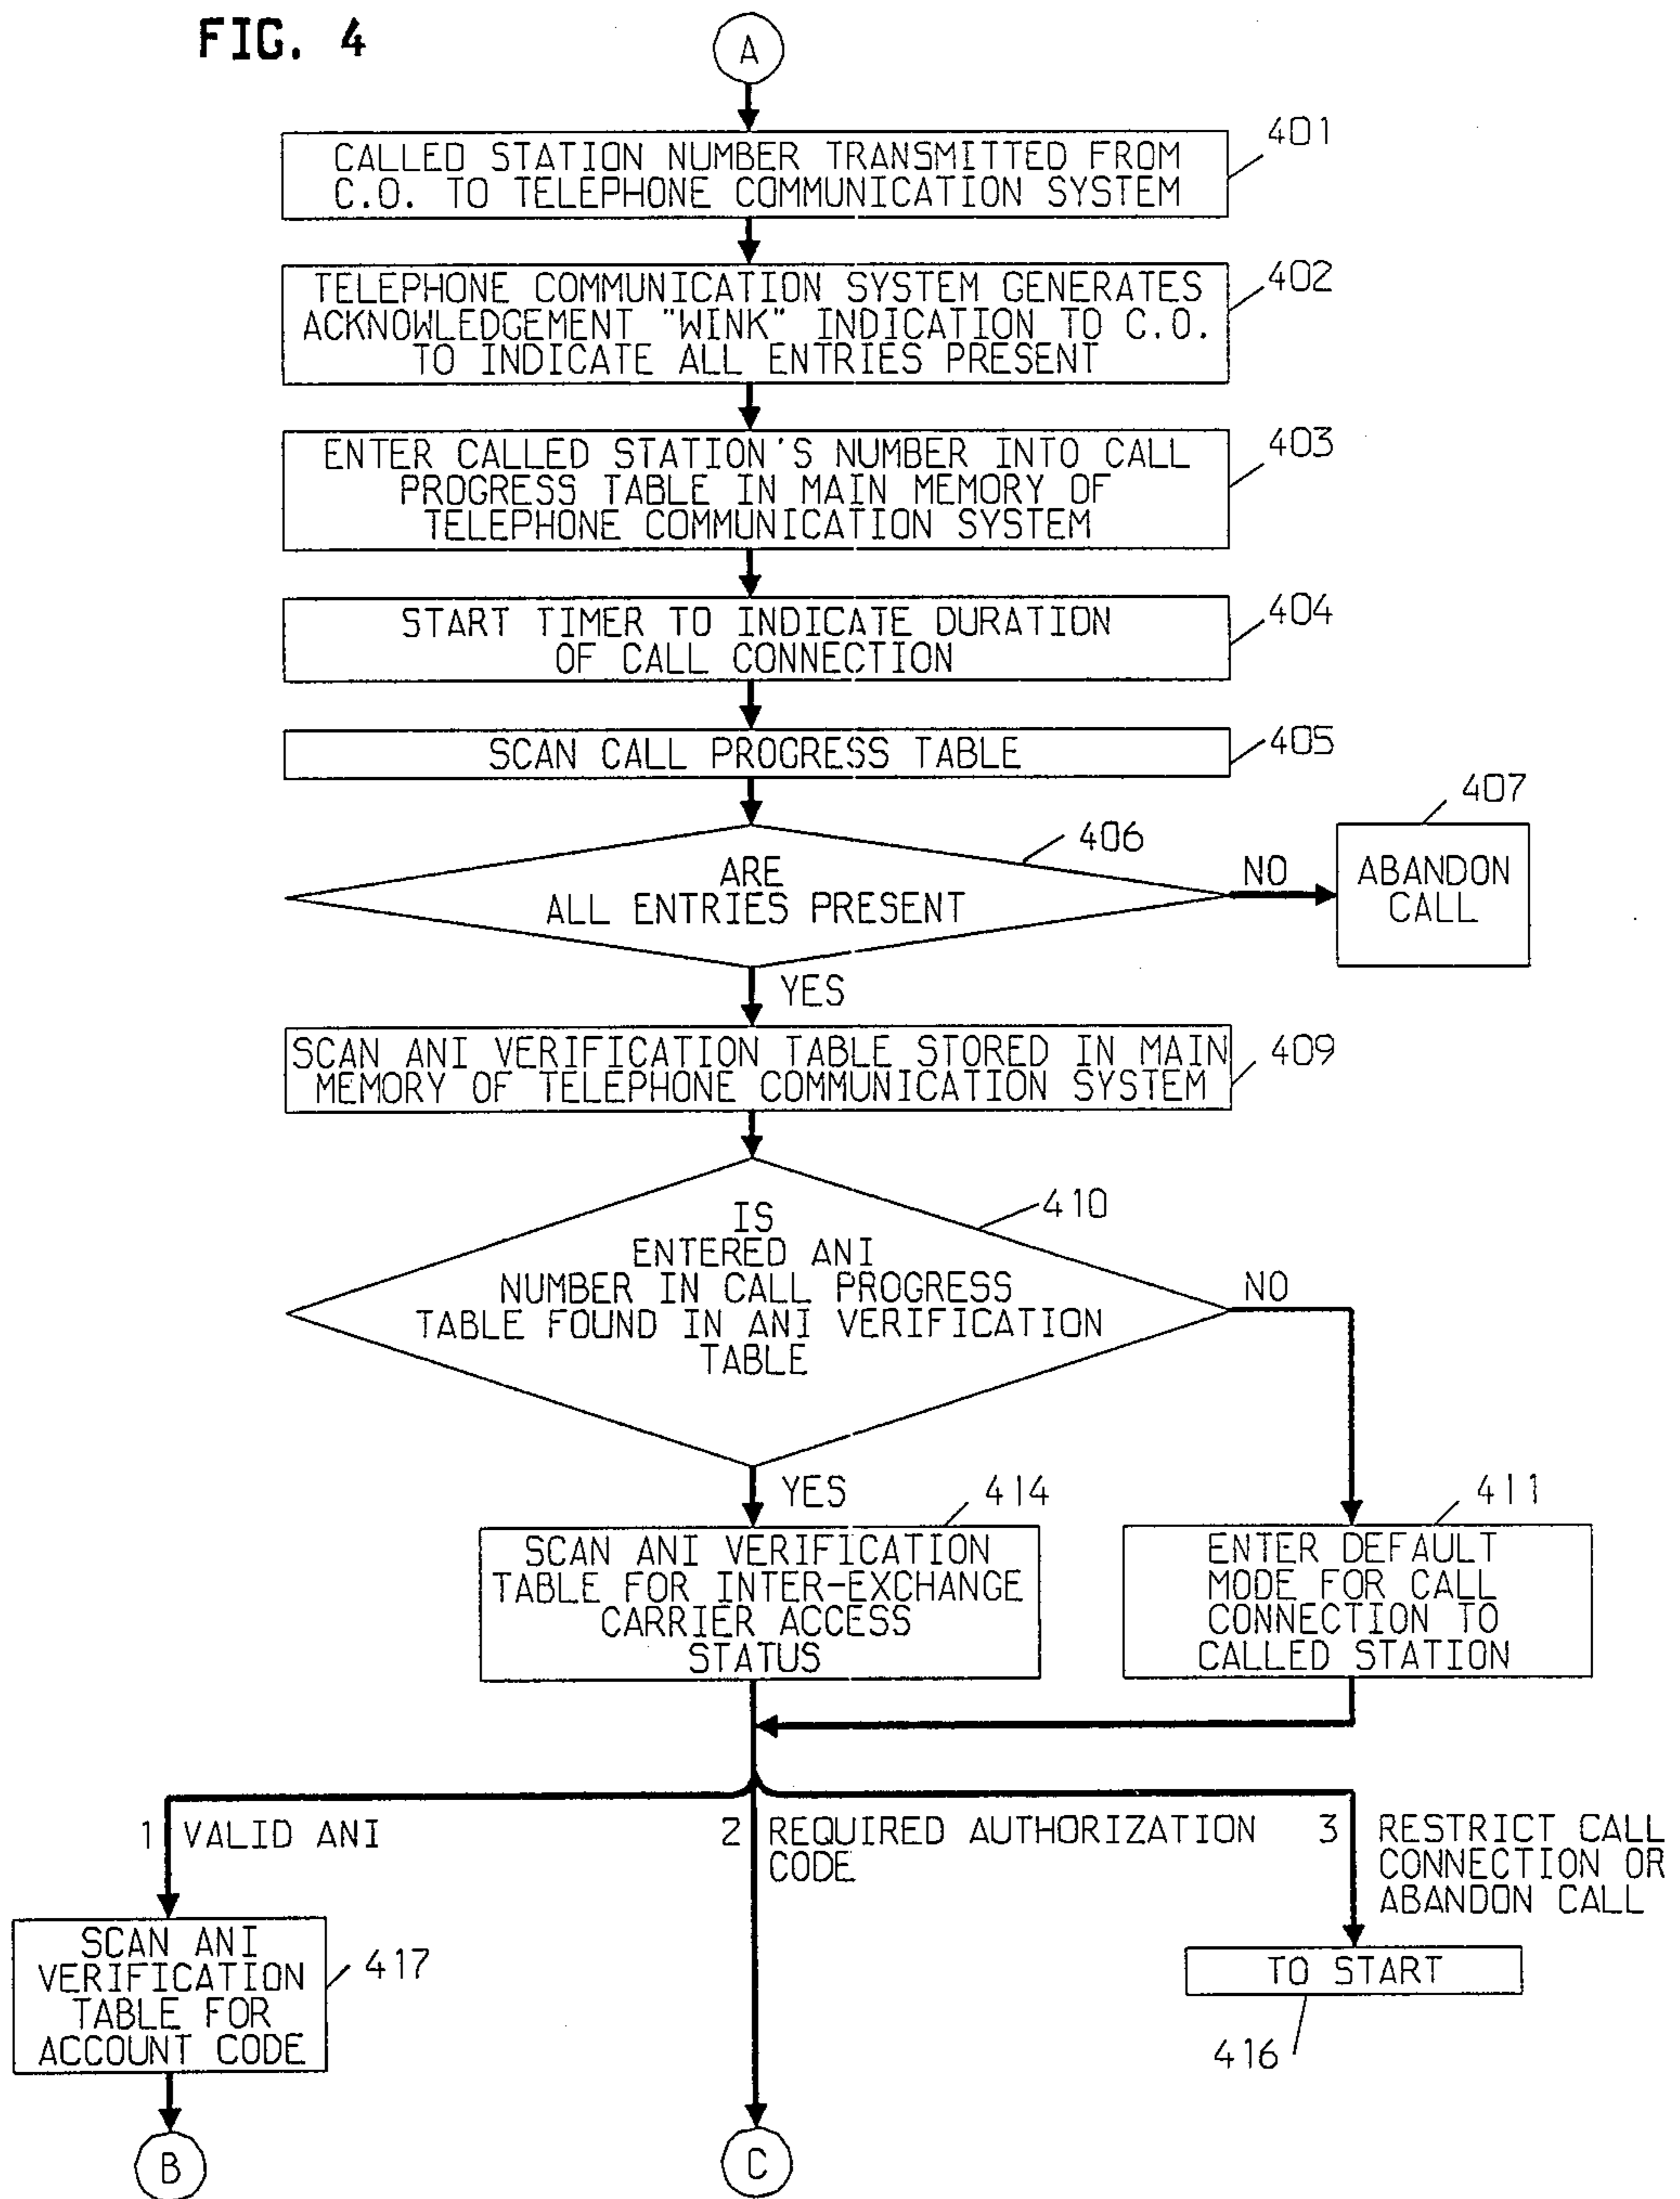 FIG. 4
A
CALLED STATION NUMBER TRANSMITTED FROM
C.O. TO TELEPHONE COMMUNICATION SYSTEM
401
TELEPHONE COMMUNICATION SYSTEM GENERATES
ACKNOWLEDGEMENT "WINK" INDICATION TO C.O.
TO INDICATE ALL ENTRIES PRESENT
402
ENTER CALLED STATION'S NUMBER INTO CALL
PROGRESS TABLE IN MAIN MEMORY OF
TELEPHONE COMMUNICATION SYSTEM
403
START TIMER TO INDICATE DURATION
OF CALL CONNECTION
404
SCAN CALL PROGRESS TABLE
405
ARE
ALL ENTRIES PRESENT
406
NO
407
ABANDON
CALL
YES
SCAN ANI VERIFICATION TABLE STORED IN MAIN
MEMORY OF TELEPHONE COMMUNICATION SYSTEM
409
IS
ENTERED ANI
NUMBER IN CALL PROGRESS
TABLE FOUND IN ANI VERIFICATION
TABLE
410
NO
YES
414
SCAN ANI VERIFICATION
TABLE FOR INTER-EXCHANGE
CARRIER ACCESS
STATUS
411
ENTER DEFAULT
MODE FOR CALL
CONNECTION TO
CALLED STATION
1 VALID ANI
2 REQUIRED AUTHORIZATION
CODE
3 RESTRICT CALL
CONNECTION OR
ABANDON CALL
SCAN ANI
VERIFICATION
TABLE FOR
ACCOUNT CODE
417
TO START
416
B
C